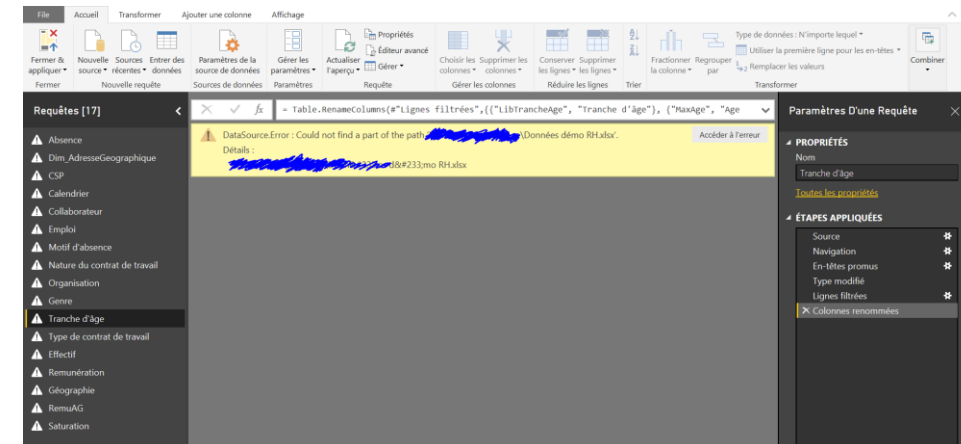 File Accueil Transformer Ajouter une colonne Affichage
Fermer & appliquer
Nouvelle source
Sources récentes
Entrer des données
Paramètres de la source de données
Gérer les paramètres
Actualiser l'aperçu
Propriétés
Éditeur avancé
Gérer
Choisir les colonnes
Supprimer les colonnes
Conserver les lignes
Supprimer les lignes
Fractionner la colonne
Regrouper par
Type de données : N'importe lequel
Utiliser la première ligne pour les en-têtes
Remplacer les valeurs
Combiner
Fermer Nouvelle requête Sources de données Paramètres Requête Gérer les colonnes Réduire les lignes Trier Transformer
Requêtes [17]
Absence
Dim_AdresseGeographique
CSP
Calendrier
Collaborateur
Emploi
Motif d'absence
Nature du contrat de travail
Organisation
Genre
Tranche d'âge
Type de contrat de travail
Effectif
Remunération
Géographie
RemuAG
Saturation
fx = Table.RenameColumns(#"Lignes filtrées",{{"LibTrancheAge", "Tranche d'âge"}, {"MaxAge", "Age
DataSource.Error : Could not find a part of the path \Données démo RH.xlsx'.
Accéder à l'erreur
Détails :
d&#233;mo RH.xlsx
Paramètres D'une Requête
PROPRIÉTÉS
Nom
Tranche d'âge
Toutes les propriétés
ÉTAPES APPLIQUÉES
Source
Navigation
En-têtes promus
Type modifié
Lignes filtrées
Colonnes renommées